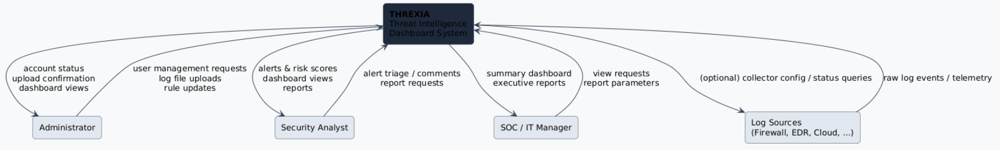 THREXIA
Threat Intelligence
Dashboard System
account status
upload confirmation
dashboard views
user management requests
log file uploads
rule updates
alerts & risk scores
dashboard views
reports
alert triage / comments
report requests
summary dashboard
executive reports
view requests
report parameters
(optional) collector config / status queries
raw log events / telemetry
Administrator
Security Analyst
SOC / IT Manager
Log Sources
(Firewall, EDR, Cloud, ...)